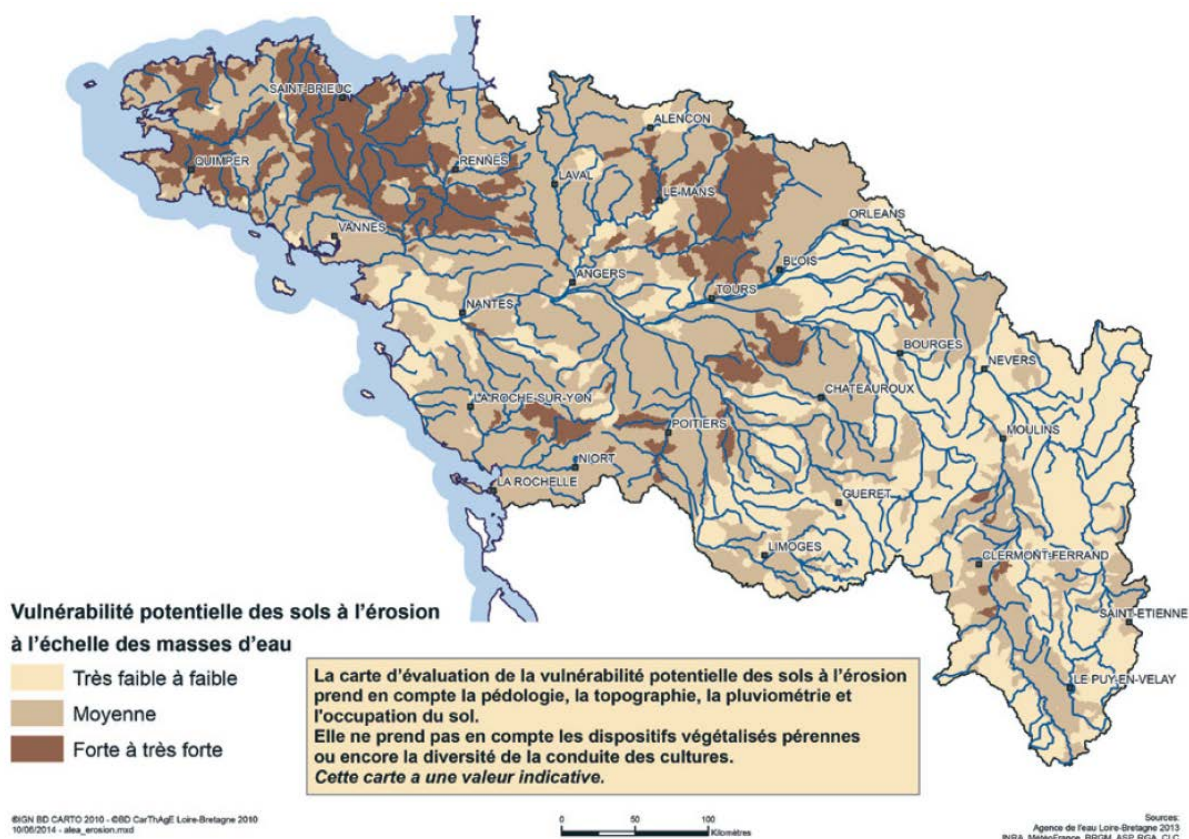 SAINT-BRIEUC
ALENCON
QUIMPER
RENNES
LAVAL
LE-MANS
ORLEANS
VANNES
BLOIS
ANGERS
TOURS
NANTES
BOURGES
NEVERS
CHATEAUROUX
LA ROCHE-SUR-YON
POITIERS
MOULINS
NIORT
LA ROCHELLE
GUERET
LIMOGES
CLERMONT-FERRAND
SAINT-ETIENNE
LE PUY-EN-VELAY
Vulnérabilité potentielle des sols à l'érosion
à l'échelle des masses d'eau
Très faible à faible
Moyenne
Forte à très forte
La carte d'évaluation de la vulnérabilité potentielle des sols à l'érosion
prend en compte la pédologie, la topographie, la pluviométrie et
l'occupation du sol.
Elle ne prend pas en compte les dispositifs végétalisés pérennes
ou encore la diversité de la conduite des cultures.
Cette carte a une valeur indicative.
©IGN BD CARTO 2010 - ©BD CarThAgE Loire-Bretagne 2010
10/06/2014 - alea_erosion.mxd
0 50 100
Kilomètres
Sources:
Agence de l'eau Loire-Bretagne 2013
INRA, MétéoFrance, BRGM, ASP, RGA, CLC